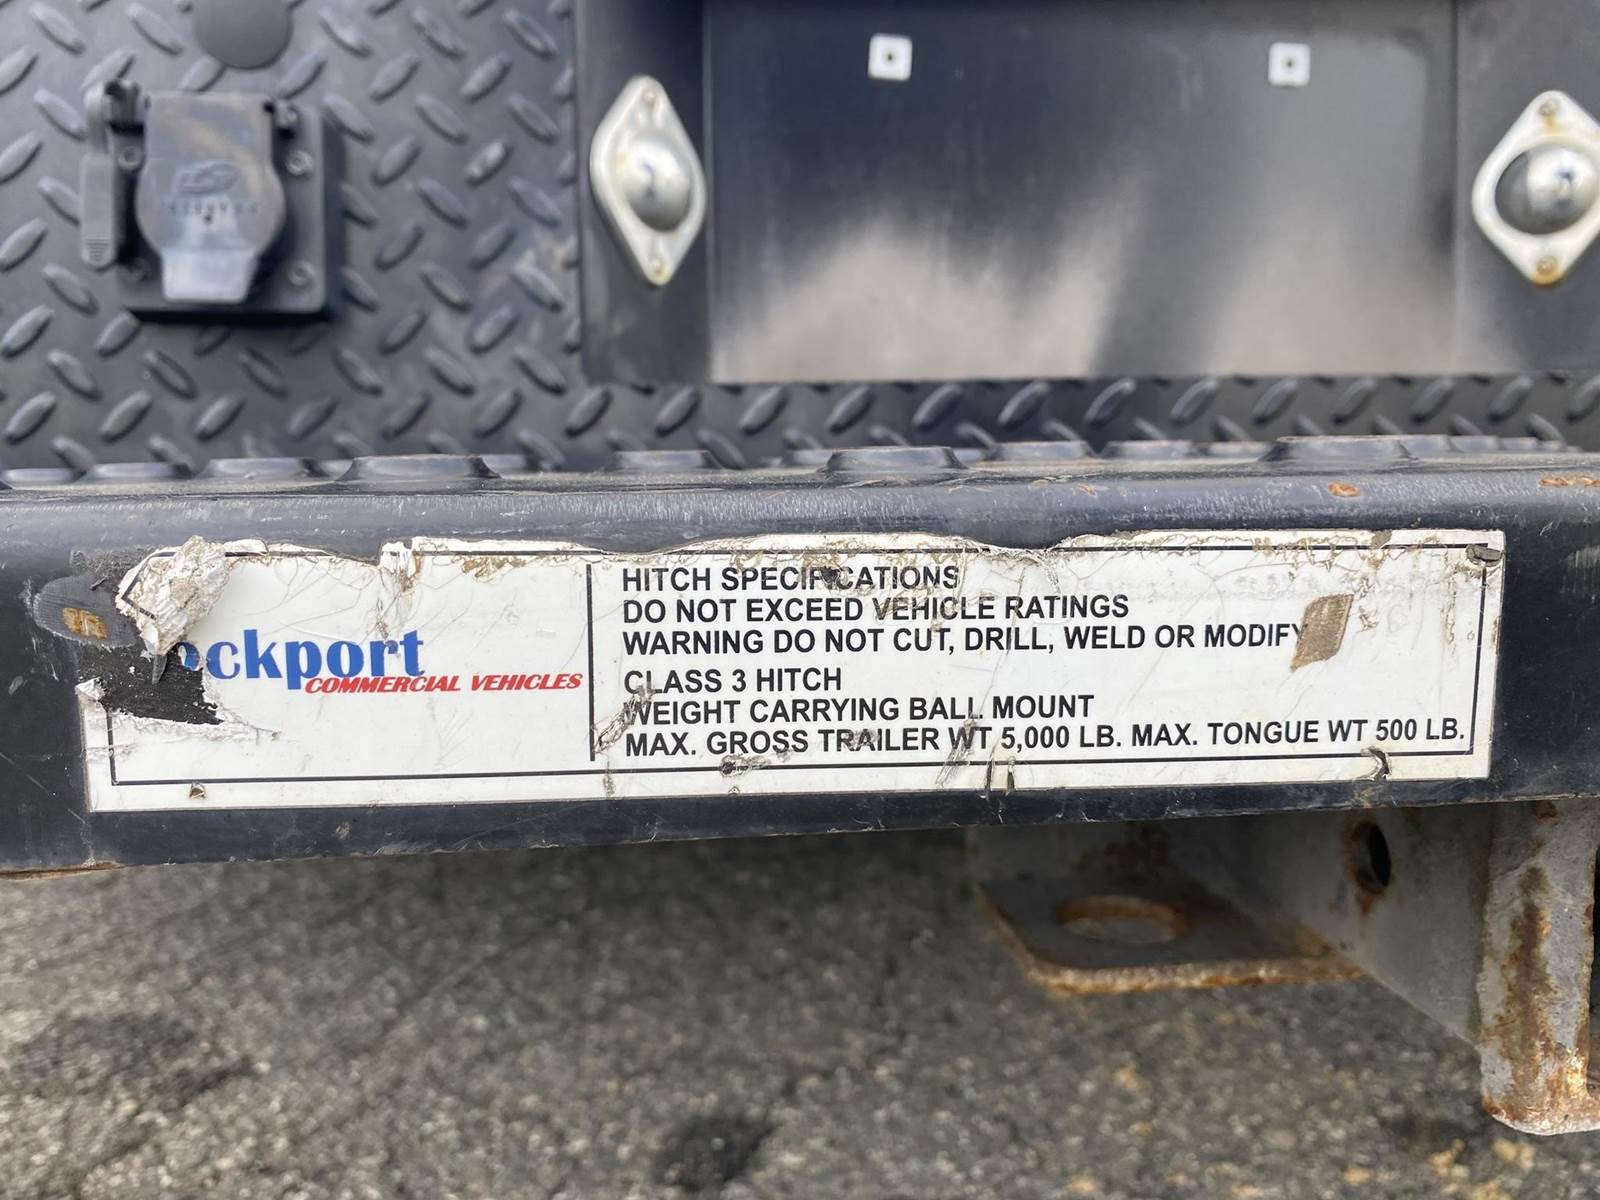 ockport
COMMERCIAL VEHICLES
HITCH SPECIFICATIONS
DO NOT EXCEED VEHICLE RATINGS
WARNING DO NOT CUT, DRILL, WELD OR MODIFY
CLASS 3 HITCH
WEIGHT CARRYING BALL MOUNT
MAX. GROSS TRAILER WT 5,000 LB. MAX. TONGUE WT 500 LB.